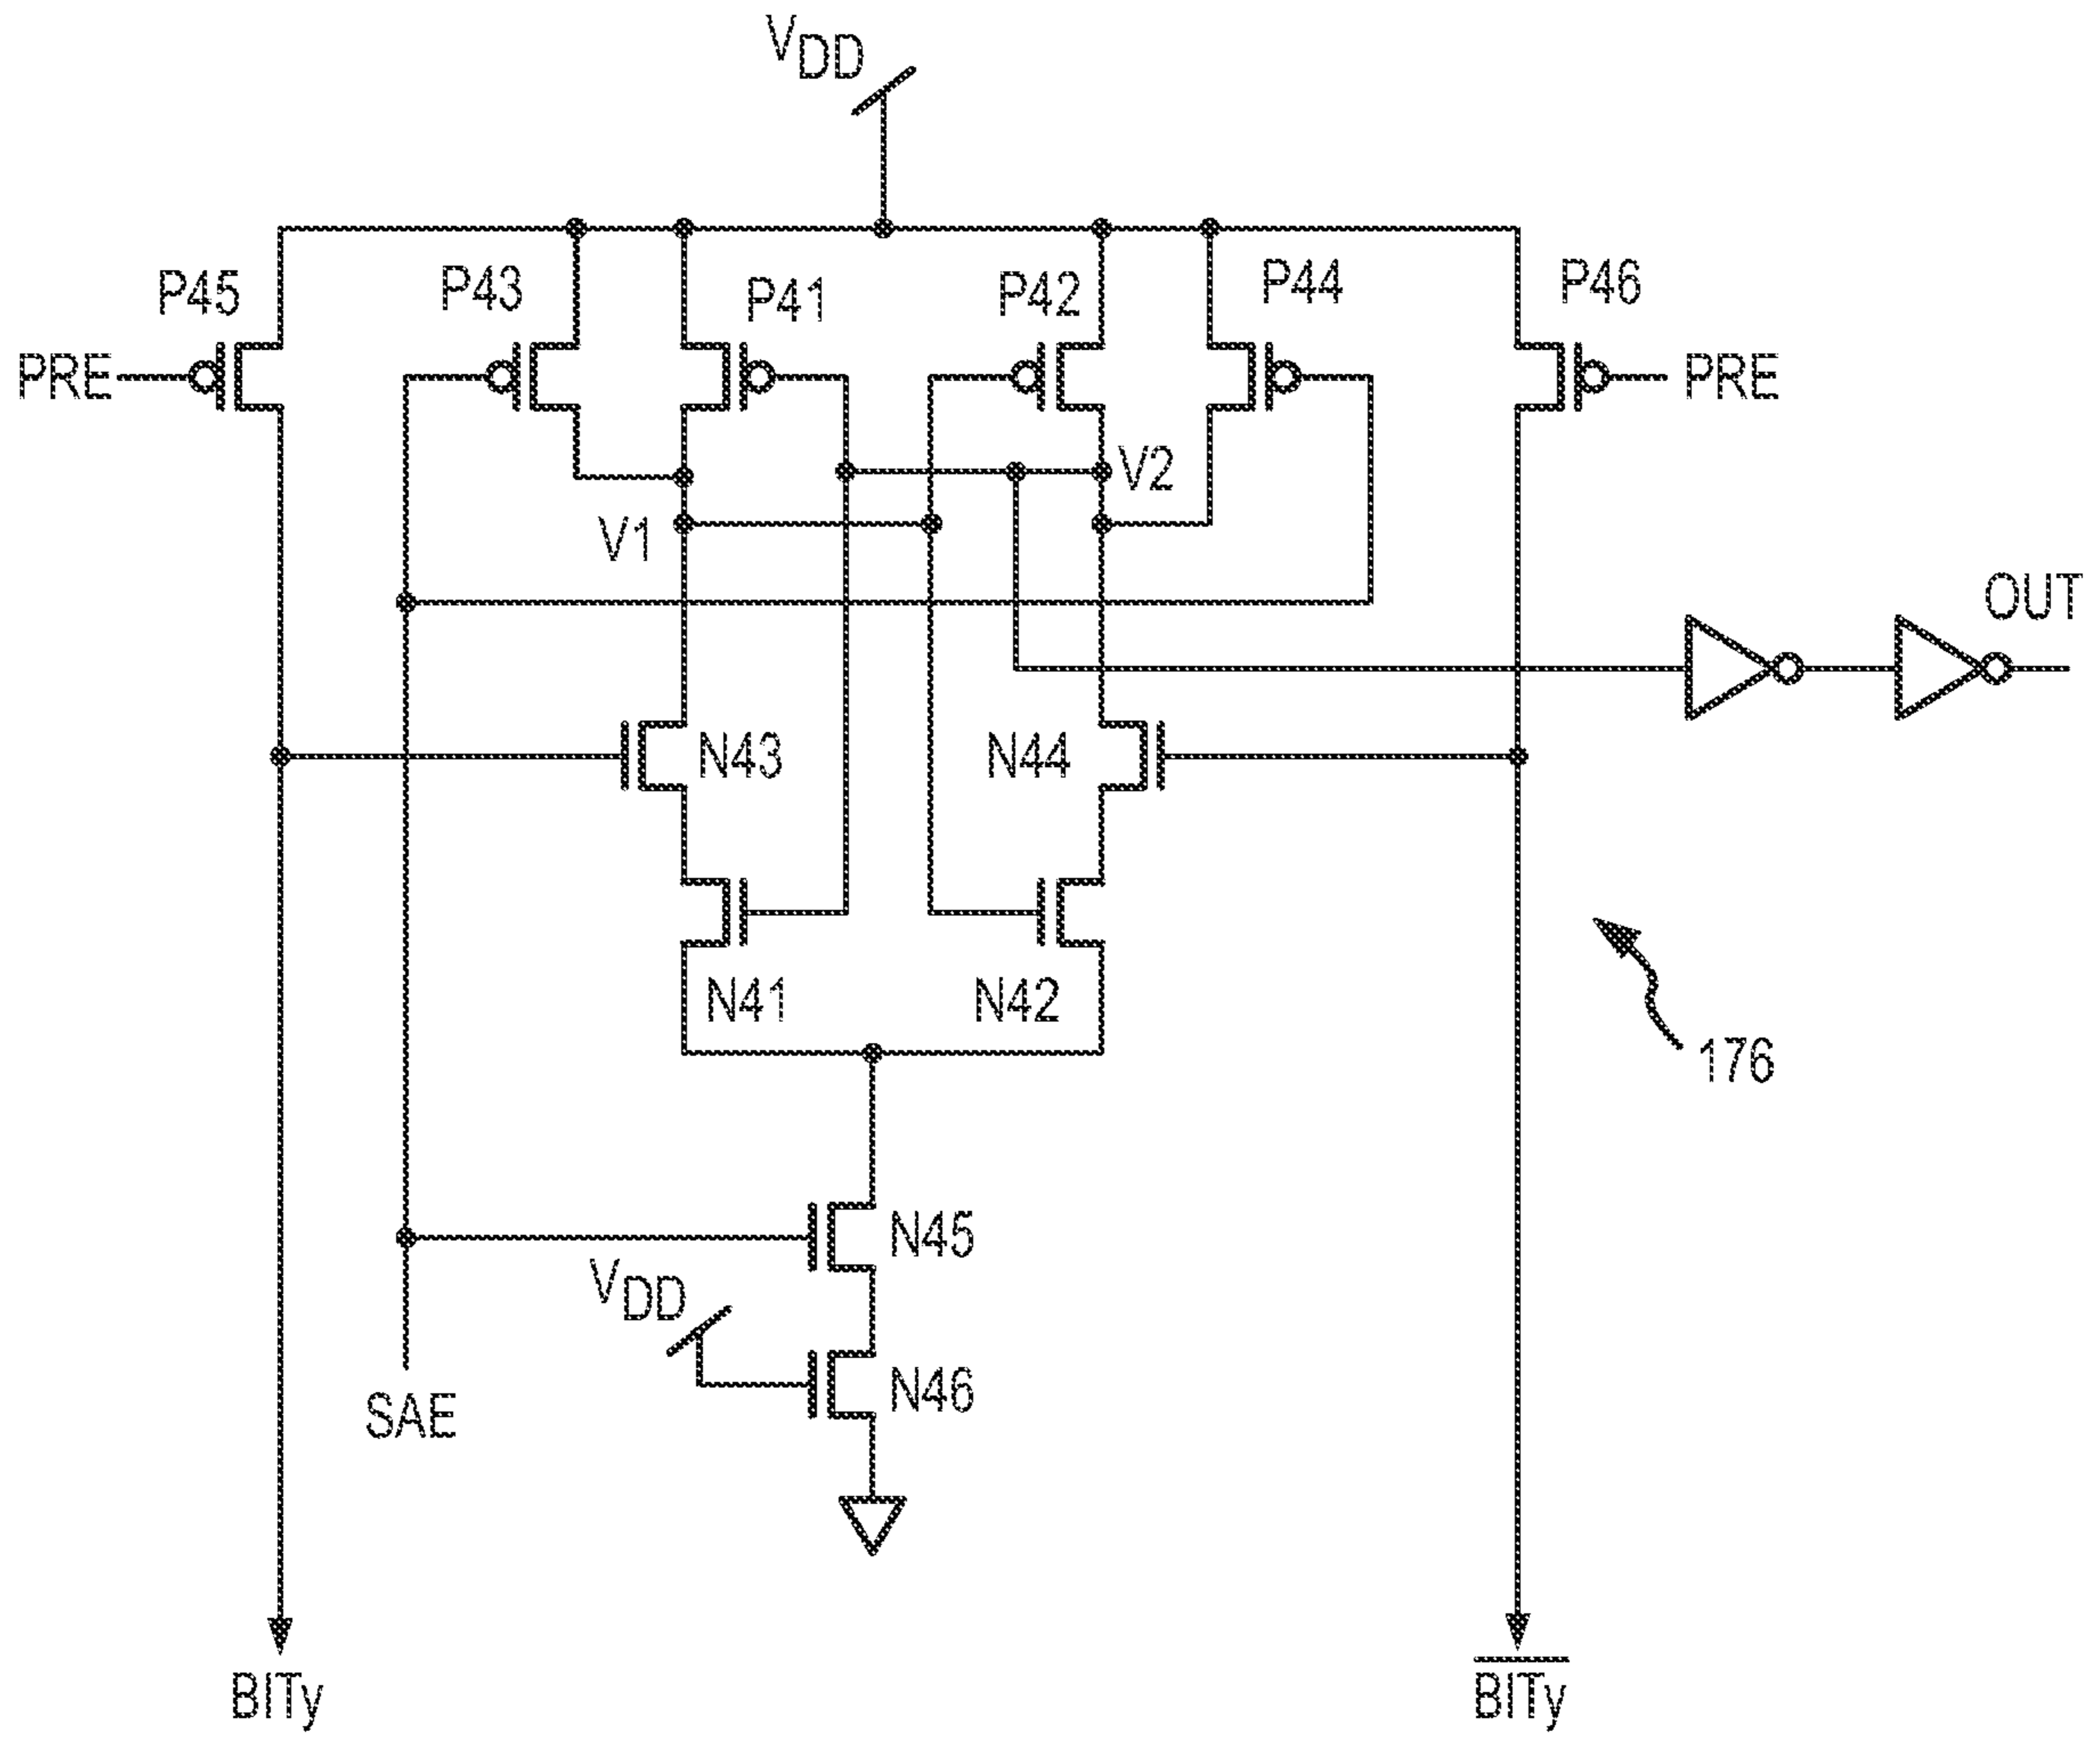 VDD
P45
P43
P41
P42
P44
P46
PRE
PRE
V2
V1
OUT
N43
N44
N41
N42
176
N45
VDD
N46
SAE
BITy
B̅I̅T̅y̅